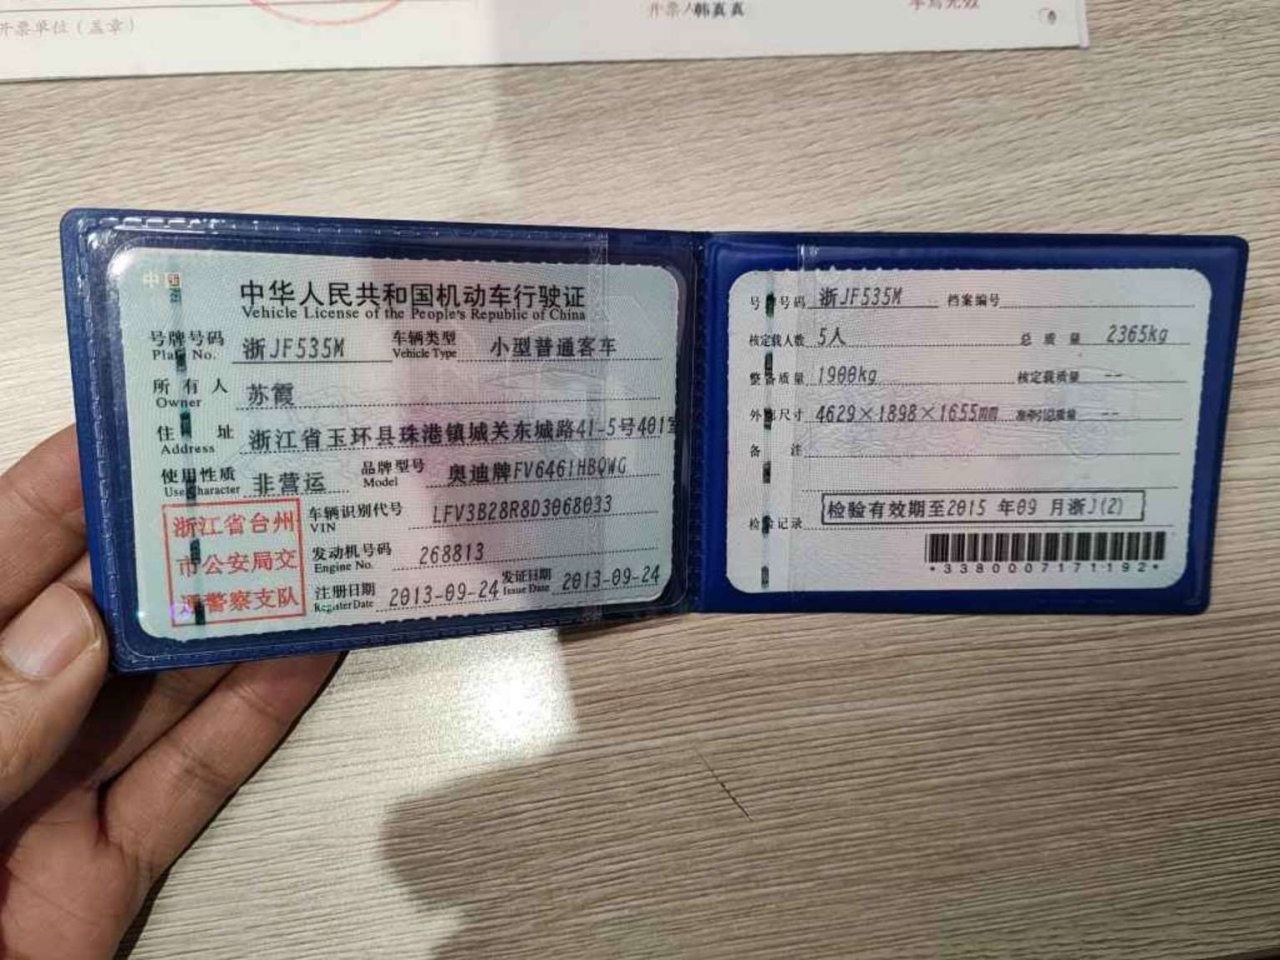 开票单位（盖章）
开票人韩真真
手写无效
中国
中华人民共和国机动车行驶证
Vehicle License of the People's Republic of China
号牌号码 浙JF535M 车辆类型 小型普通客车
Plate No. Vehicle Type
所有人 苏霞
Owner
住址 浙江省玉环县珠港镇城关东城路41-5号401室
Address
使用性质 非营运 品牌型号 奥迪牌FV6461HBQWG
Use Character Model
浙江省台州
市公安局交
通警察支队
车辆识别代号 LFV3B28R8D3068033
VIN
发动机号码 268813
Engine No.
注册日期 2013-09-24 发证日期 2013-09-24
Register Date Issue Date
号牌号码 浙JF535M 档案编号
核定载人数 5人 总质量 2365kg
整备质量 1900kg 核定载质量 --
外廓尺寸 4629×1898×1655mm 准牵引总质量 --
备注
检验记录 检验有效期至2015年09月浙J(2)
*3380007171192*